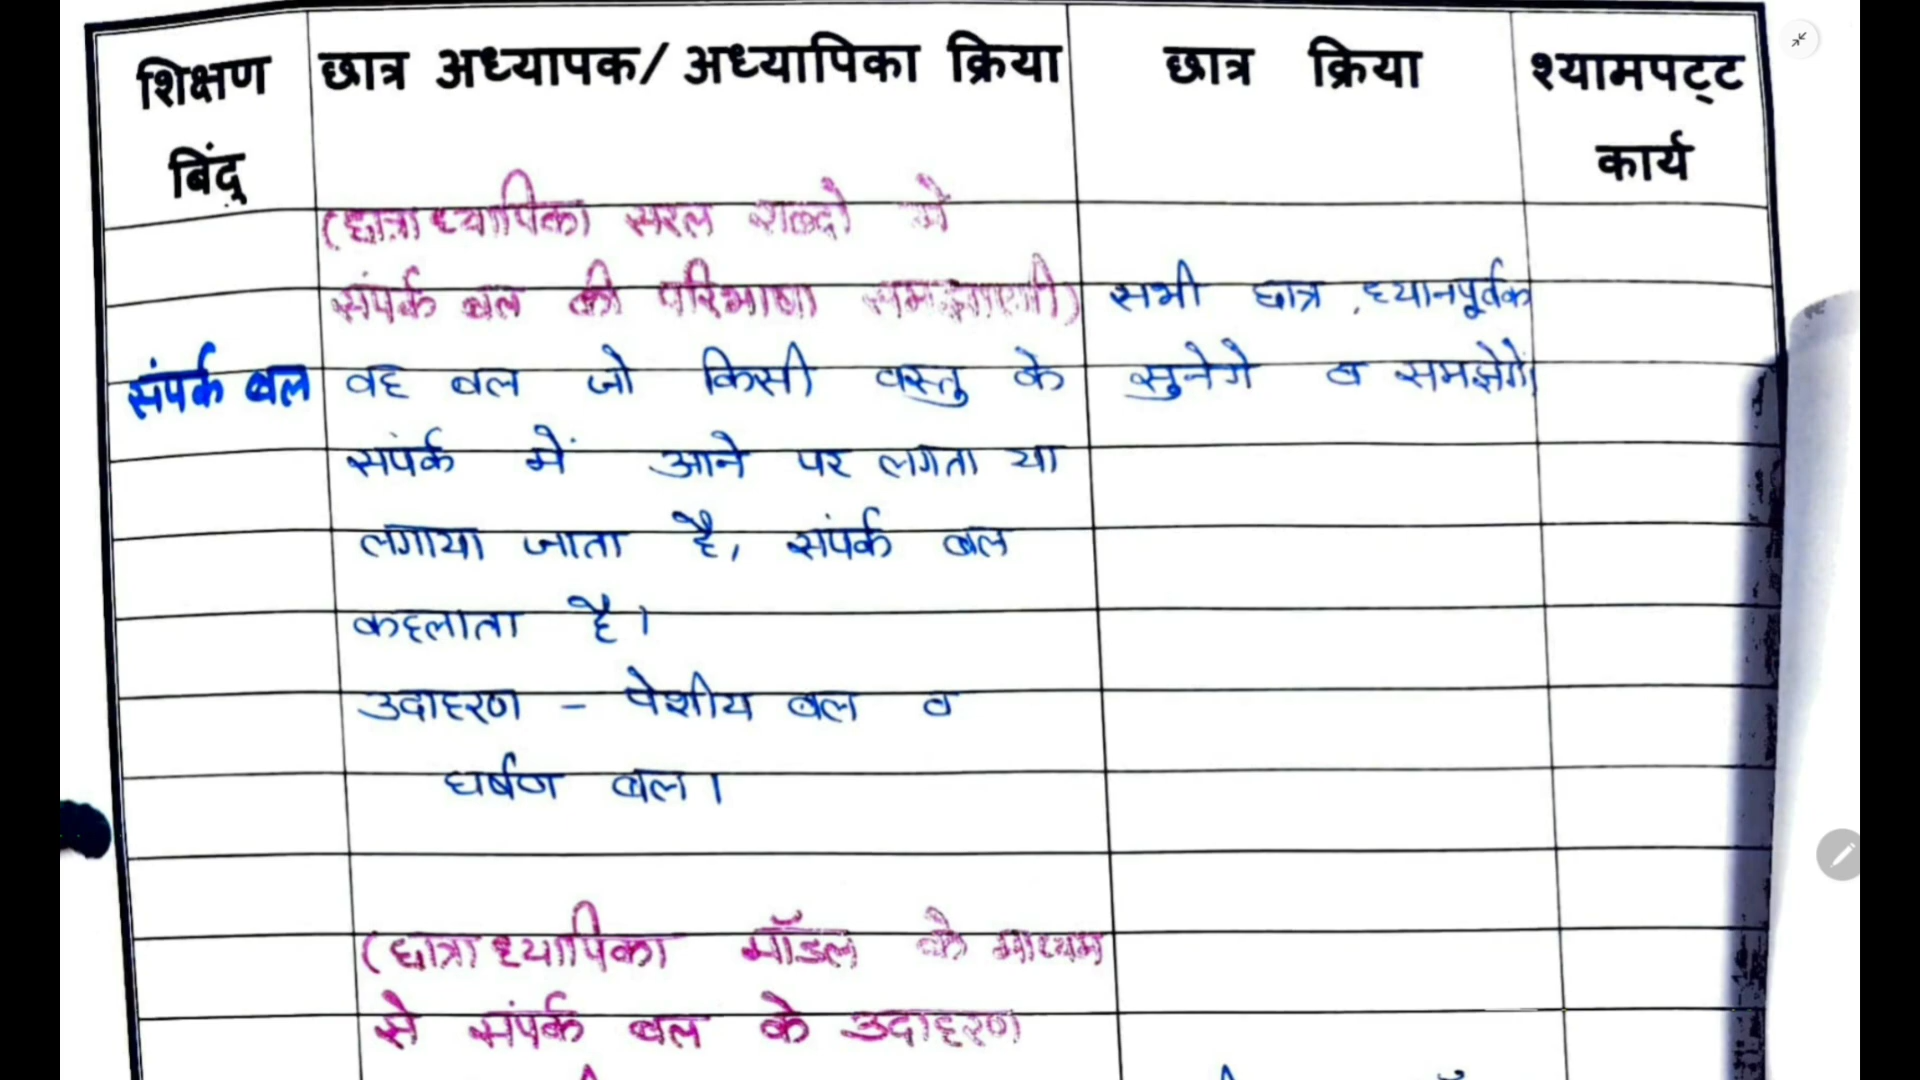 शिक्षण छात्र अध्यापक/अध्यापिका क्रिया छात्र क्रिया श्यामपट्ट
बिंदु कार्य
(छात्राध्यापिका सरल शब्दो मे
संपर्क बल की परिभाषा समझाएगी) सभी छात्र ध्यानपूर्वक
संपर्क बल वह बल जो किसी वस्तु के सुनेगे व समझेगे।
संपर्क में आने पर लगता या
लगाया जाता है, संपर्क बल
कहलाता है।
उदाहरण – पेशीय बल व
घर्षण बल।
(छात्राध्यापिका मॉडल के माध्यम
से संपर्क बल के उदाहरण